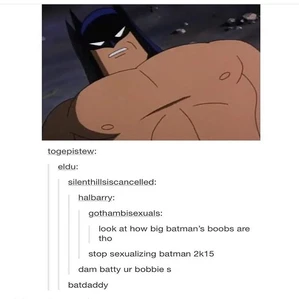 togepistew:
eldu:
silenthillsiscancelled:
halbarry:
gothambisexuals:
look at how big batman's boobs are
tho
stop sexualizing batman 2k15
darn batty ur bobbie s
batdaddy